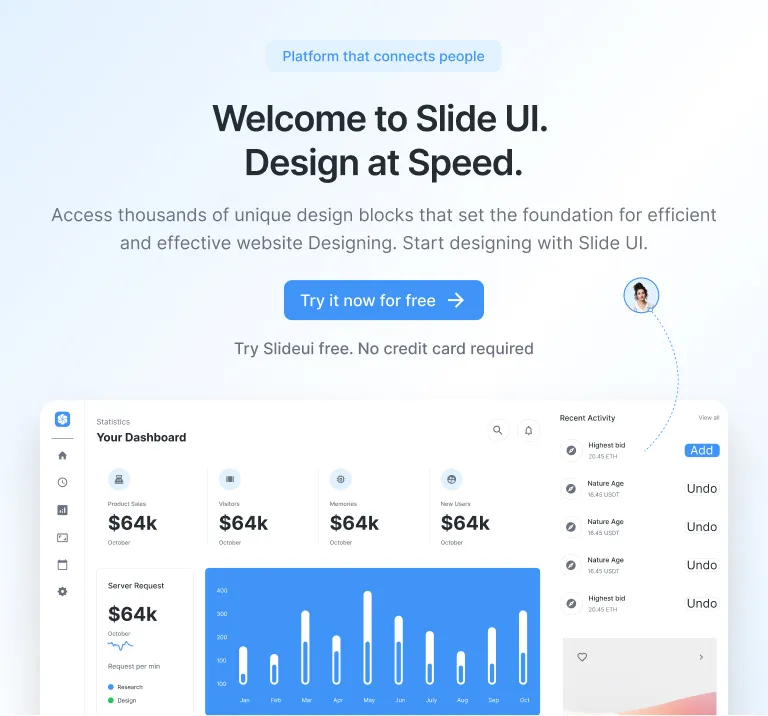 Platform that connects people
Welcome to Slide UI.
Design at Speed.
Access thousands of unique design blocks that set the foundation for efficient
and effective website Designing. Start designing with Slide UI.
Try it now for free
Try Slideui free. No credit card required
Statistics
Your Dashboard
Product Sales
$64k
October
Visitors
$64k
October
Memories
$64k
October
New Users
$64k
October
Server Request
$64k
October
Request per min
Research
Design
400
300
200
100
100
Jan Feb Mar Apr May Jun July Aug Sep Oct
Recent Activity View all
Highest bid
20.45 ETH
Add
Nature Age
16.45 USDT
Undo
Nature Age
16.45 USDT
Undo
Nature Age
16.45 USDT
Undo
Highest bid
20.45 ETH
Undo